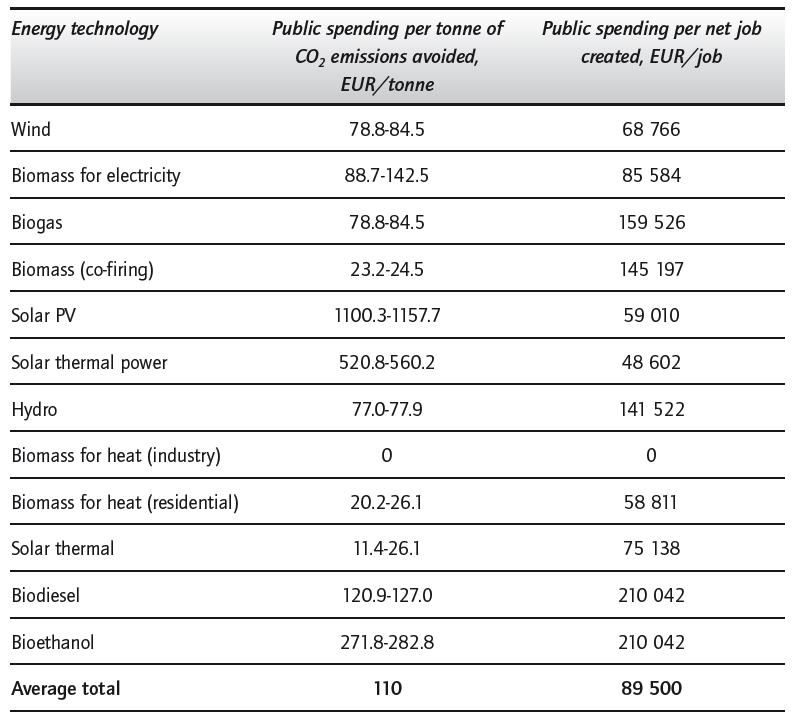 Energy technology Public spending per tonne of CO₂ emissions avoided, EUR/tonne Public spending per net job created, EUR/job
Wind 78.8-84.5 68 766
Biomass for electricity 88.7-142.5 85 584
Biogas 78.8-84.5 159 526
Biomass (co-firing) 23.2-24.5 145 197
Solar PV 1100.3-1157.7 59 010
Solar thermal power 520.8-560.2 48 602
Hydro 77.0-77.9 141 522
Biomass for heat (industry) 0 0
Biomass for heat (residential) 20.2-26.1 58 811
Solar thermal 11.4-26.1 75 138
Biodiesel 120.9-127.0 210 042
Bioethanol 271.8-282.8 210 042
Average total 110 89 500